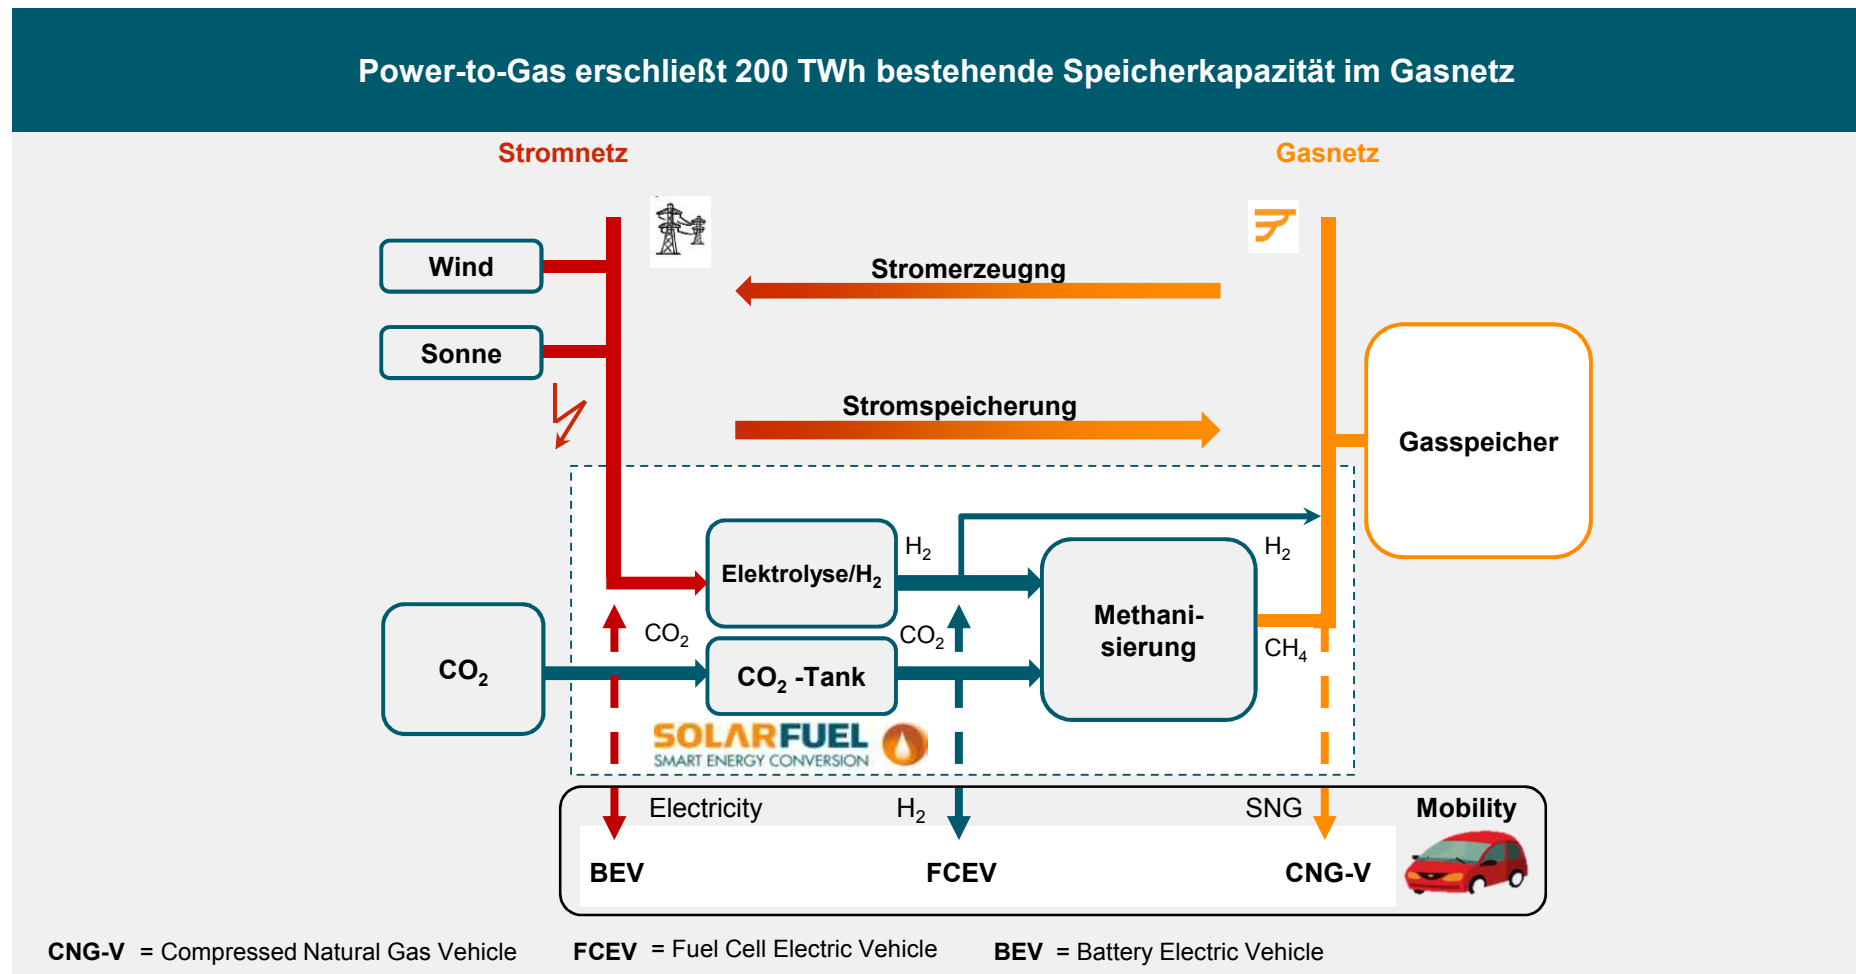 Power-to-Gas erschließt 200 TWh bestehende Speicherkapazität im Gasnetz
Stromnetz
Gasnetz
Wind
Stromerzeugng
Sonne
Stromspeicherung
Gasspeicher
Elektrolyse/H₂
H₂
H₂
Methani-
sierung
CO₂
CO₂
CO₂
CO₂ -Tank
CH₄
SOLARFUEL
SMART ENERGY CONVERSION
Electricity
H₂
SNG
Mobility
BEV
FCEV
CNG-V
CNG-V = Compressed Natural Gas Vehicle
FCEV = Fuel Cell Electric Vehicle
BEV = Battery Electric Vehicle